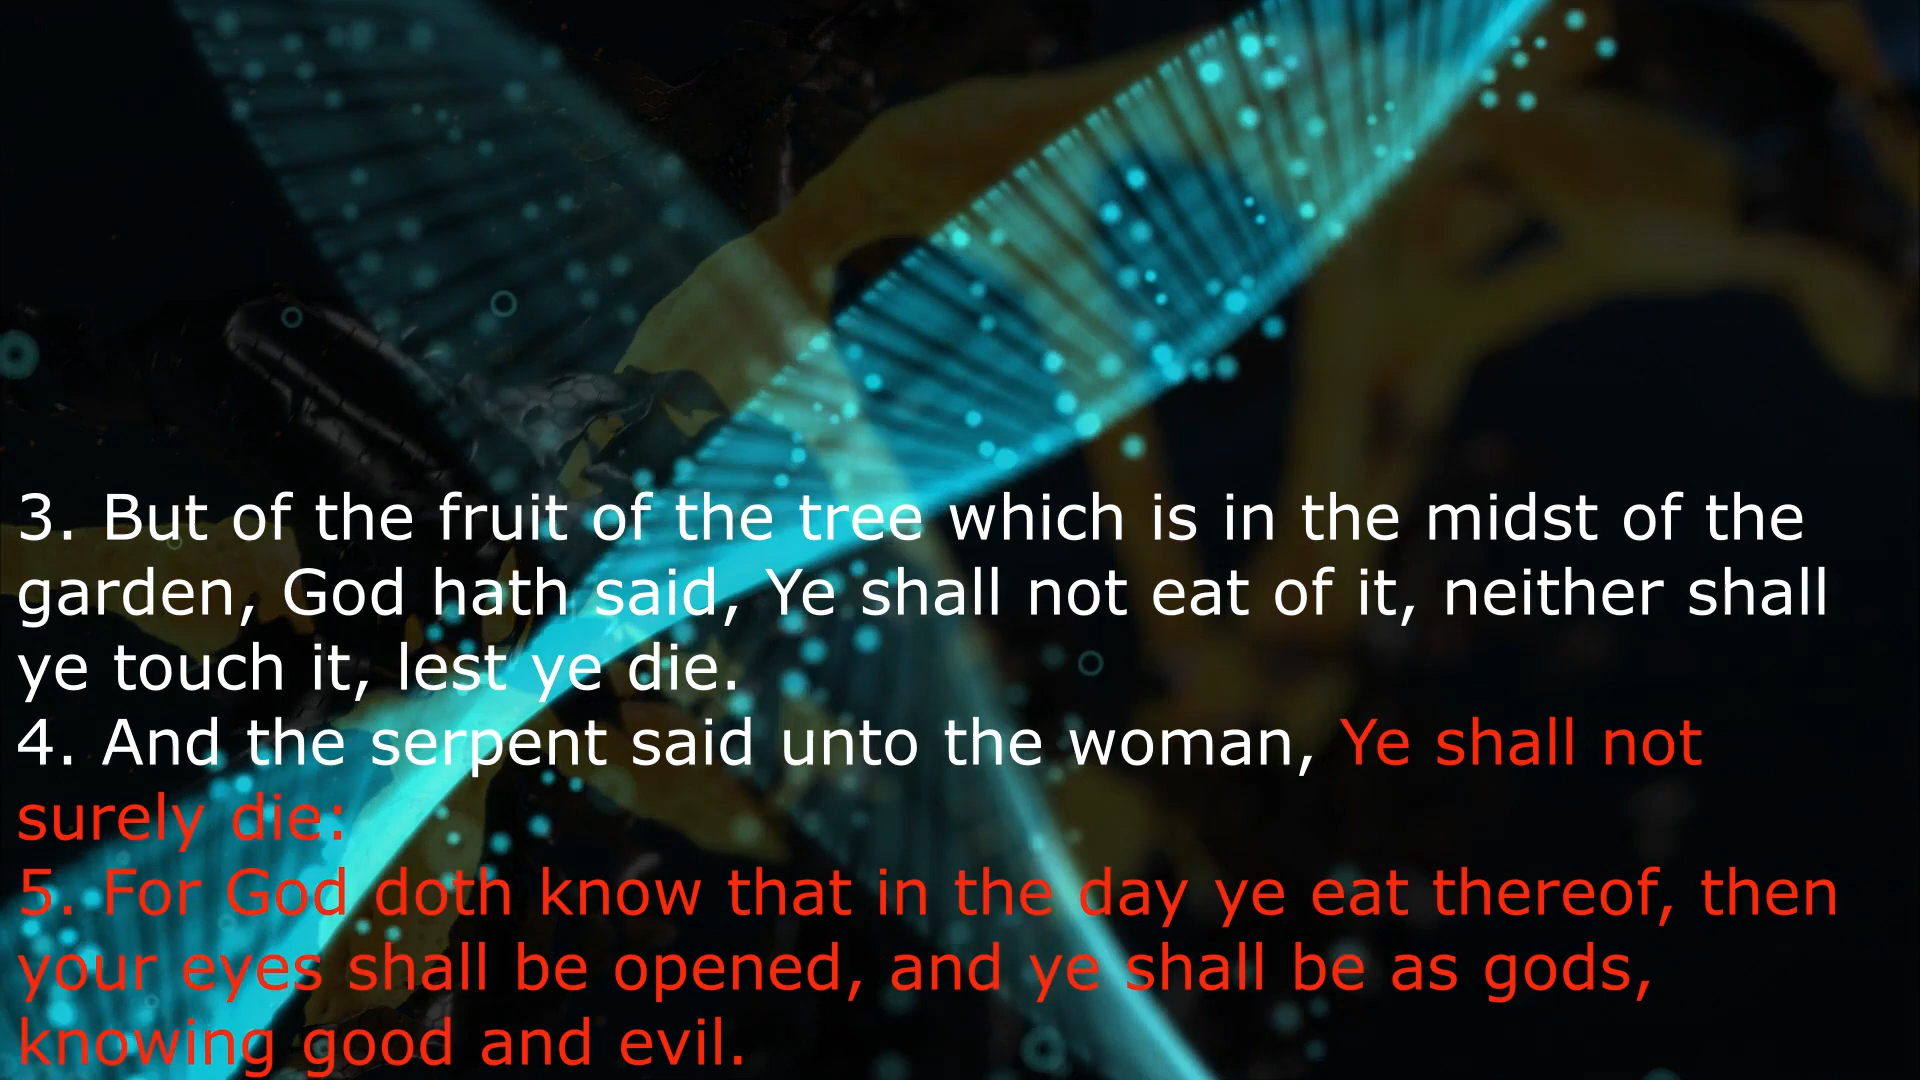 3. But of the fruit of the tree which is in the midst of the
garden, God hath said, Ye shall not eat of it, neither shall
ye touch it, lest ye die.
4. And the serpent said unto the woman, Ye shall not
surely die:
5. For God doth know that in the day ye eat thereof, then
your eyes shall be opened, and ye shall be as gods,
knowing good and evil.